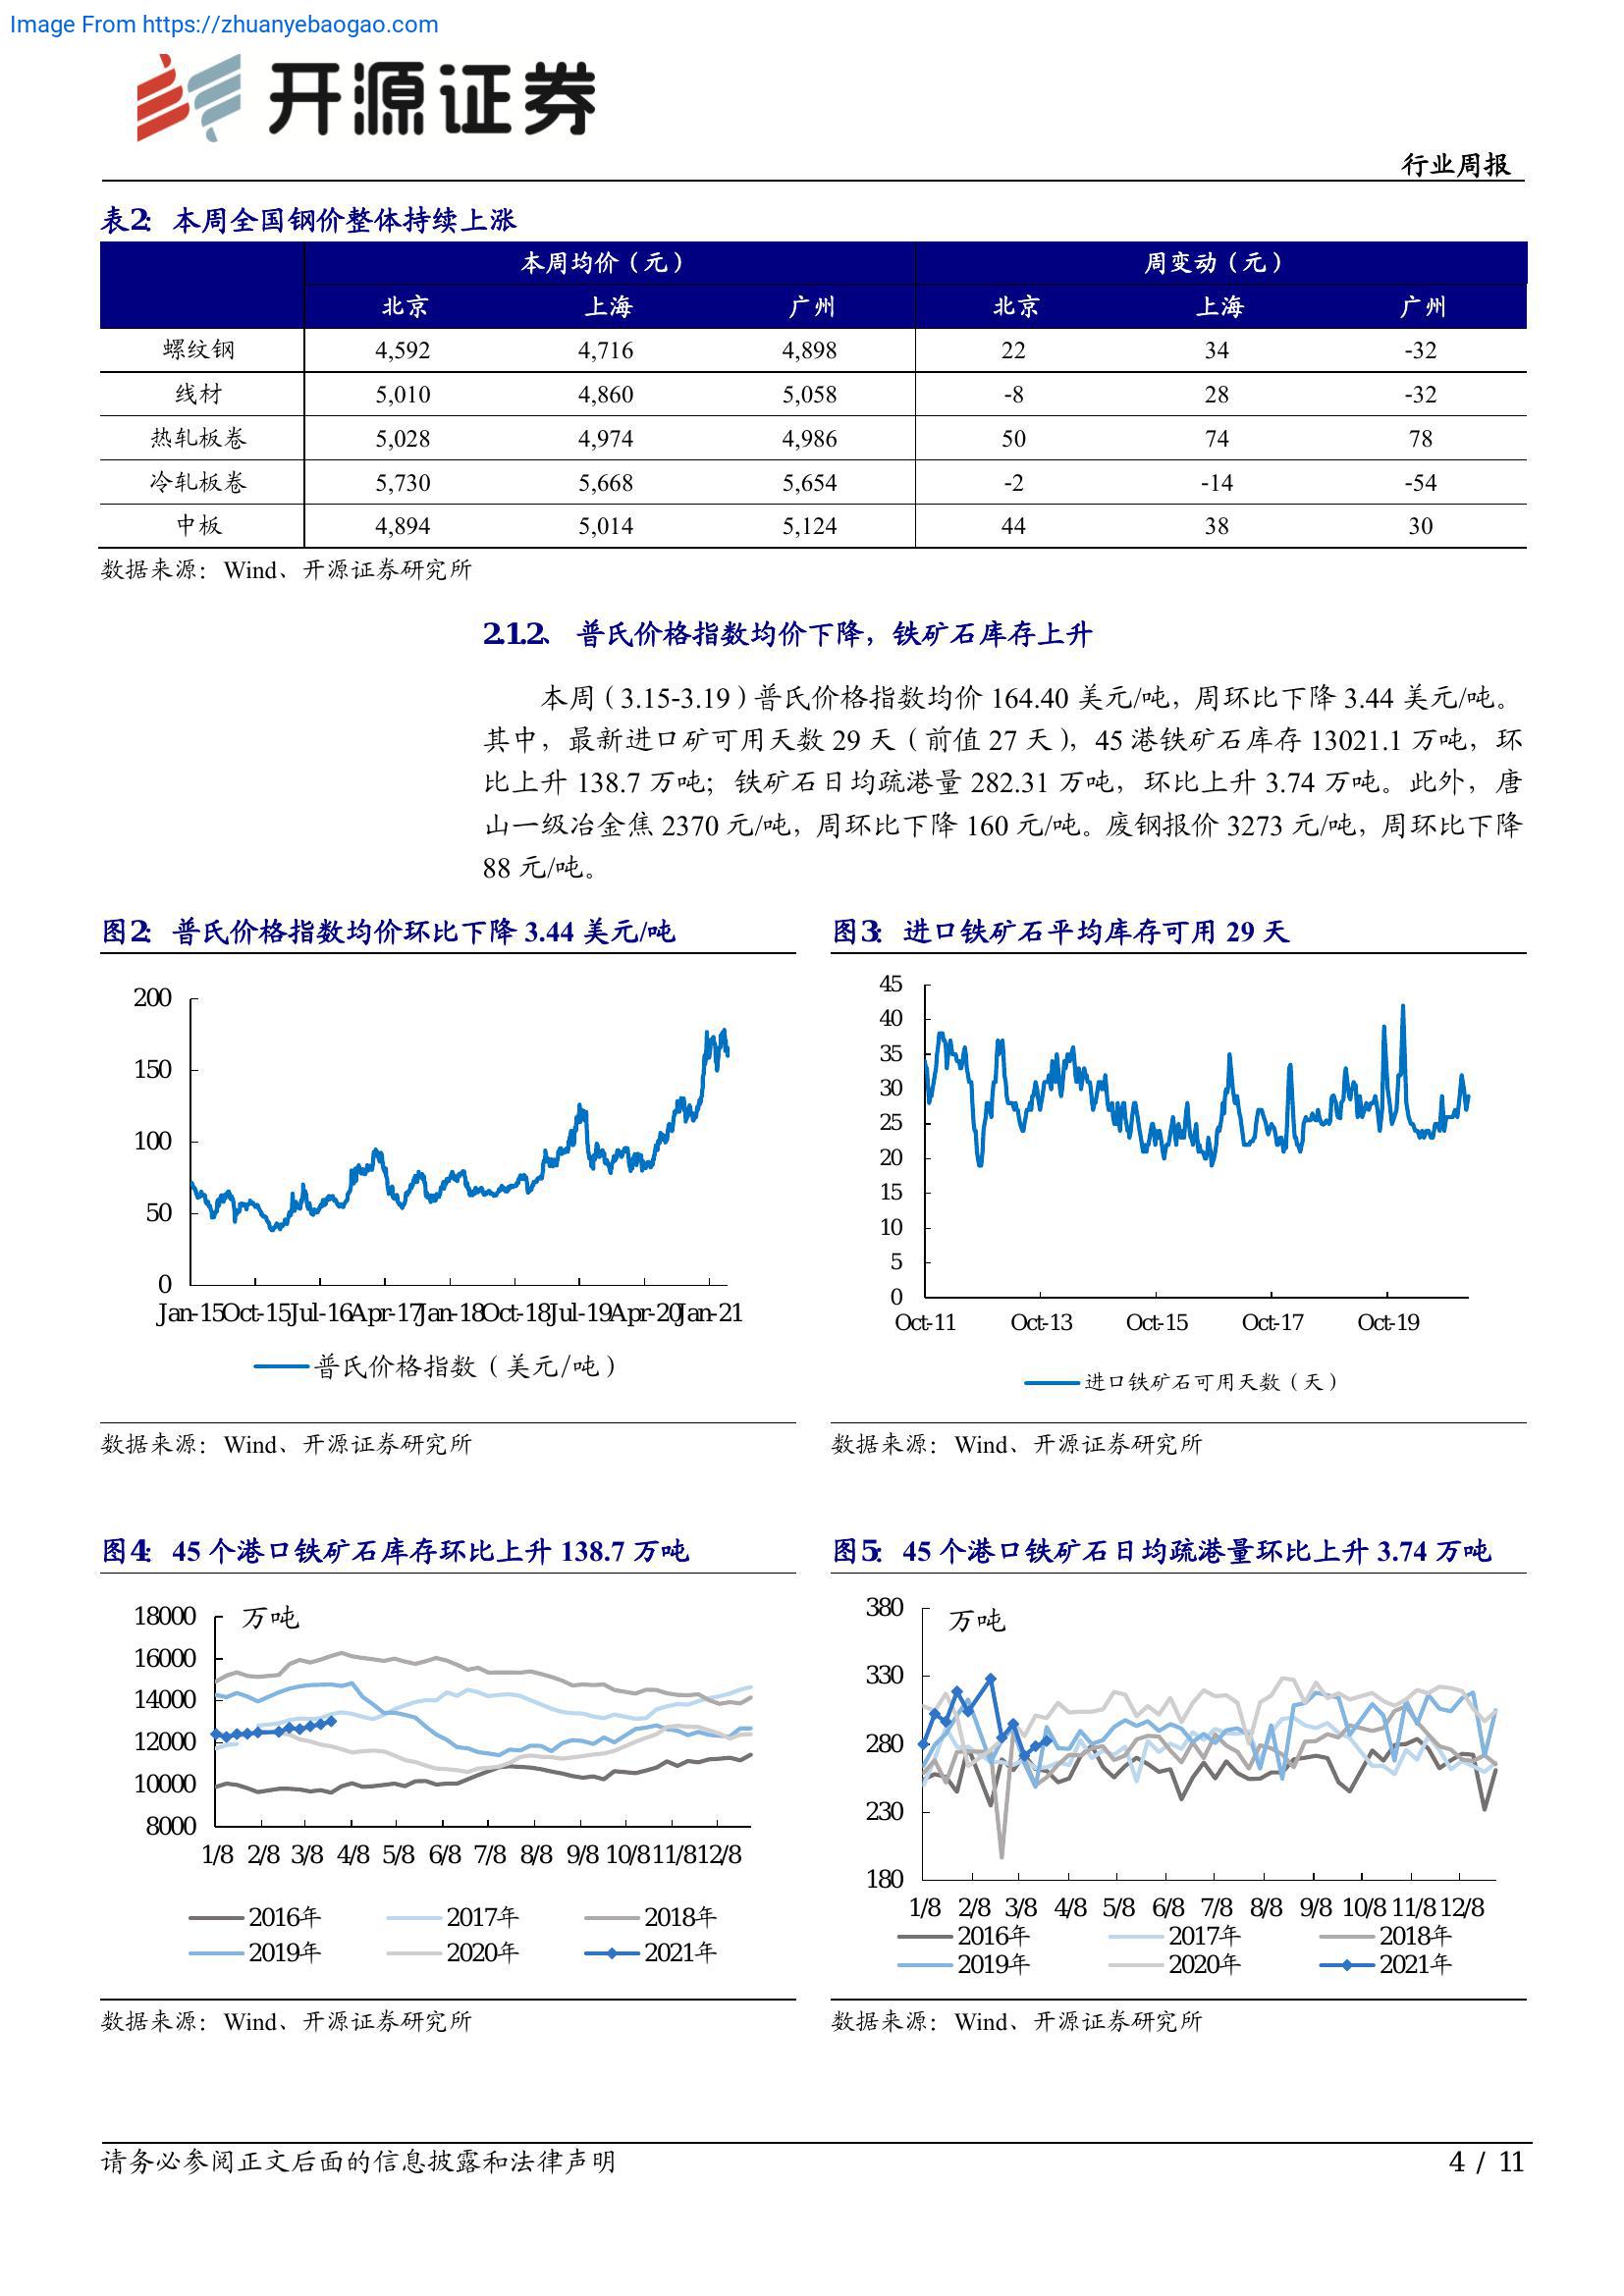 Image From https://zhuanyebaogao.com
开源证券
行业周报
表2： 本周全国钢价整体持续上涨
本周均价（元） 周变动（元）
北京 上海 广州 北京 上海 广州
螺纹钢 4,592 4,716 4,898 22 34 -32
线材 5,010 4,860 5,058 -8 28 -32
热轧板卷 5,028 4,974 4,986 50 74 78
冷轧板卷 5,730 5,668 5,654 -2 -14 -54
中板 4,894 5,014 5,124 44 38 30
数据来源：Wind、开源证券研究所
2.1.2、 普氏价格指数均价下降，铁矿石库存上升
本周（3.15-3.19）普氏价格指数均价 164.40 美元/吨，周环比下降 3.44 美元/吨。
其中，最新进口矿可用天数 29 天（前值 27 天），45 港铁矿石库存 13021.1 万吨，环
比上升 138.7 万吨；铁矿石日均疏港量 282.31 万吨，环比上升 3.74 万吨。此外，唐
山一级冶金焦 2370 元/吨，周环比下降 160 元/吨。废钢报价 3273 元/吨，周环比下降
88 元/吨。
图2： 普氏价格指数均价环比下降 3.44 美元/吨
200
150
100
50
0
Jan-15 Oct-15 Jul-16 Apr-17 Jan-18 Oct-18 Jul-19 Apr-20 Jan-21
普氏价格指数（美元/吨）
数据来源：Wind、开源证券研究所
图3： 进口铁矿石平均库存可用 29 天
45
40
35
30
25
20
15
10
5
0
Oct-11 Oct-13 Oct-15 Oct-17 Oct-19
进口铁矿石可用天数（天）
数据来源：Wind、开源证券研究所
图4： 45 个港口铁矿石库存环比上升 138.7 万吨
万吨
18000
16000
14000
12000
10000
8000
1/8 2/8 3/8 4/8 5/8 6/8 7/8 8/8 9/8 10/8 11/8 12/8
2016年 2017年 2018年
2019年 2020年 2021年
数据来源：Wind、开源证券研究所
图5： 45 个港口铁矿石日均疏港量环比上升 3.74 万吨
万吨
380
330
280
230
180
1/8 2/8 3/8 4/8 5/8 6/8 7/8 8/8 9/8 10/8 11/8 12/8
2016年 2017年 2018年
2019年 2020年 2021年
数据来源：Wind、开源证券研究所
请务必参阅正文后面的信息披露和法律声明
4 / 11